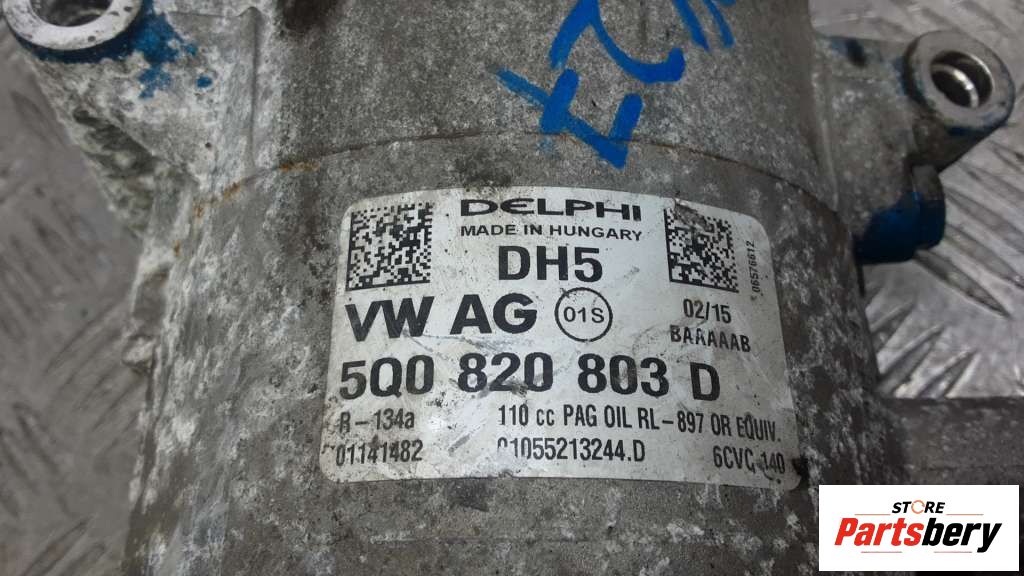 DELPHI
MADE IN HUNGARY
DH5
06576612
VW AG 01S 02/15
BAAAAAB
5Q0 820 803 D
R-134a 110 cc PAG OIL RL-897 OR EQUIV.
01141482 01055213244.D 6CVC-140
STORE
Partsbery